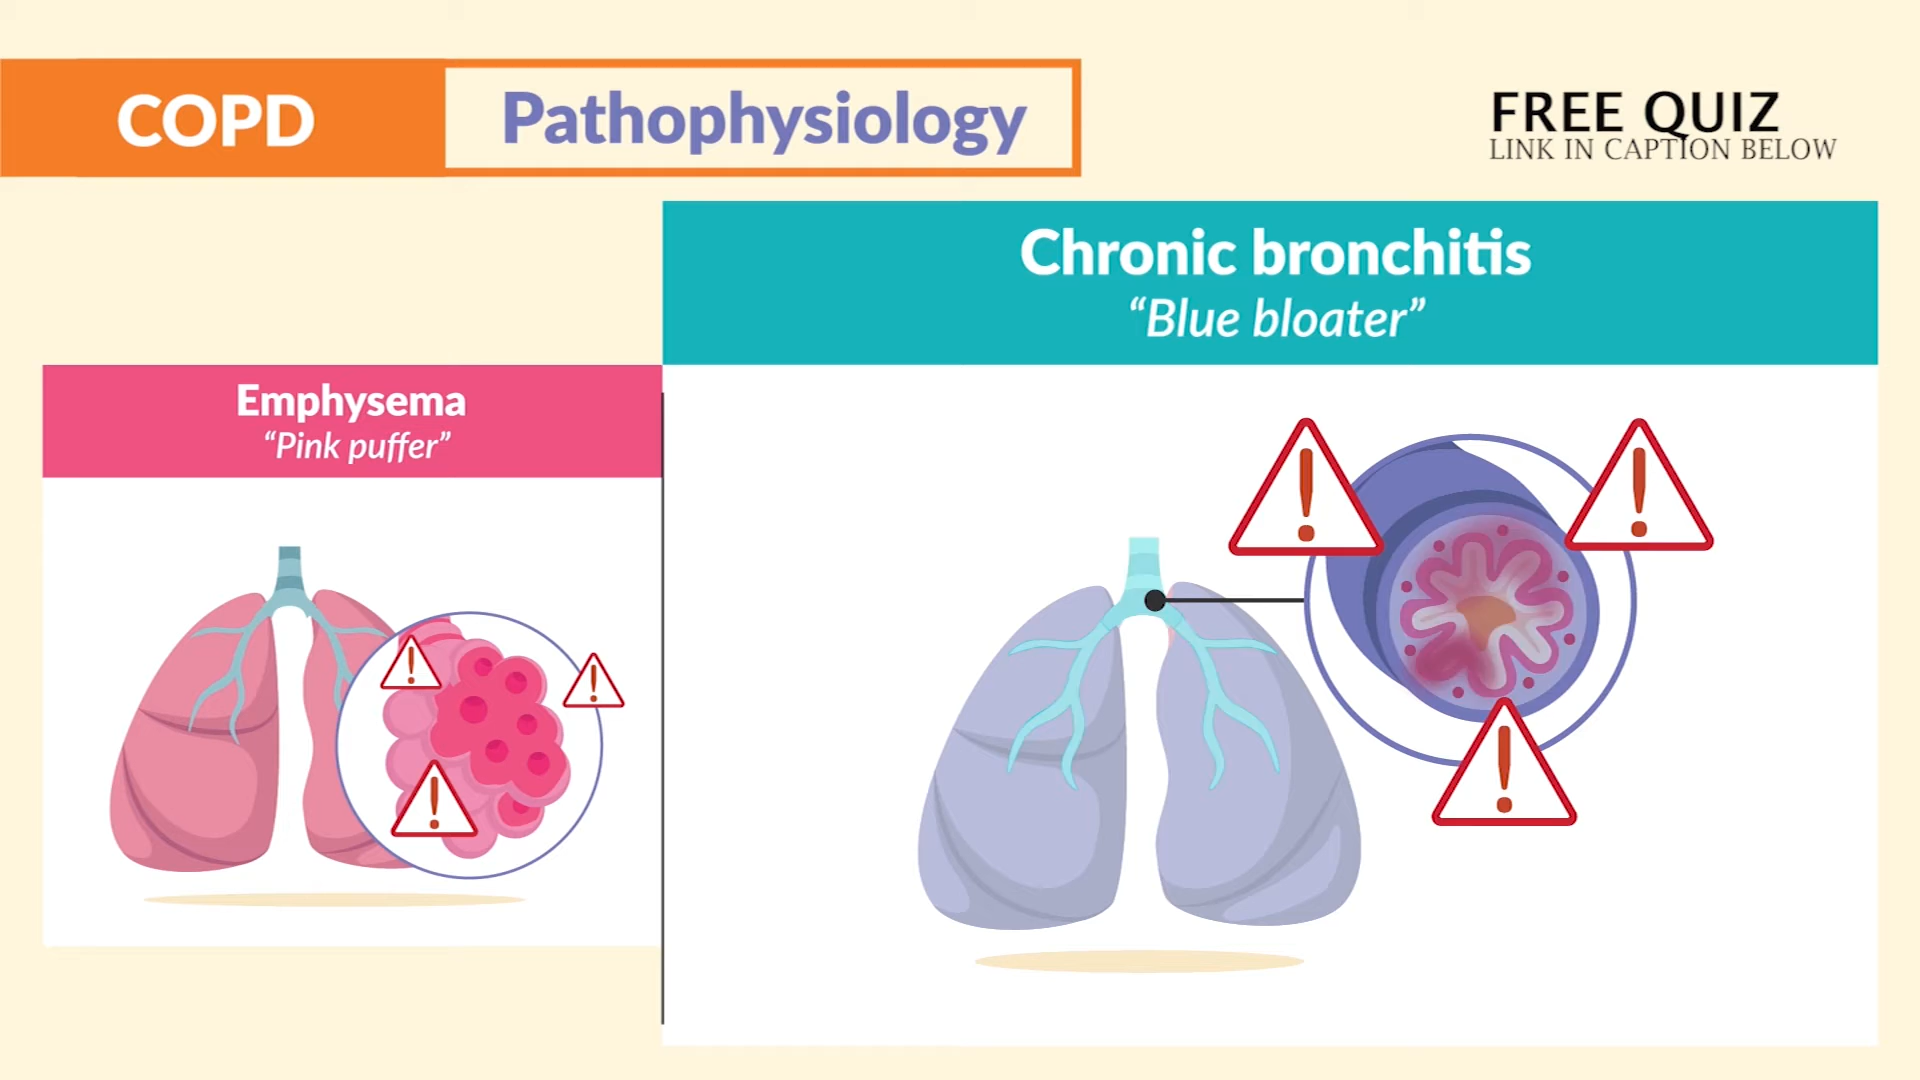 COPD
Pathophysiology
FREE QUIZ
LINK IN CAPTION BELOW
Chronic bronchitis
“Blue bloater”
Emphysema
“Pink puffer”